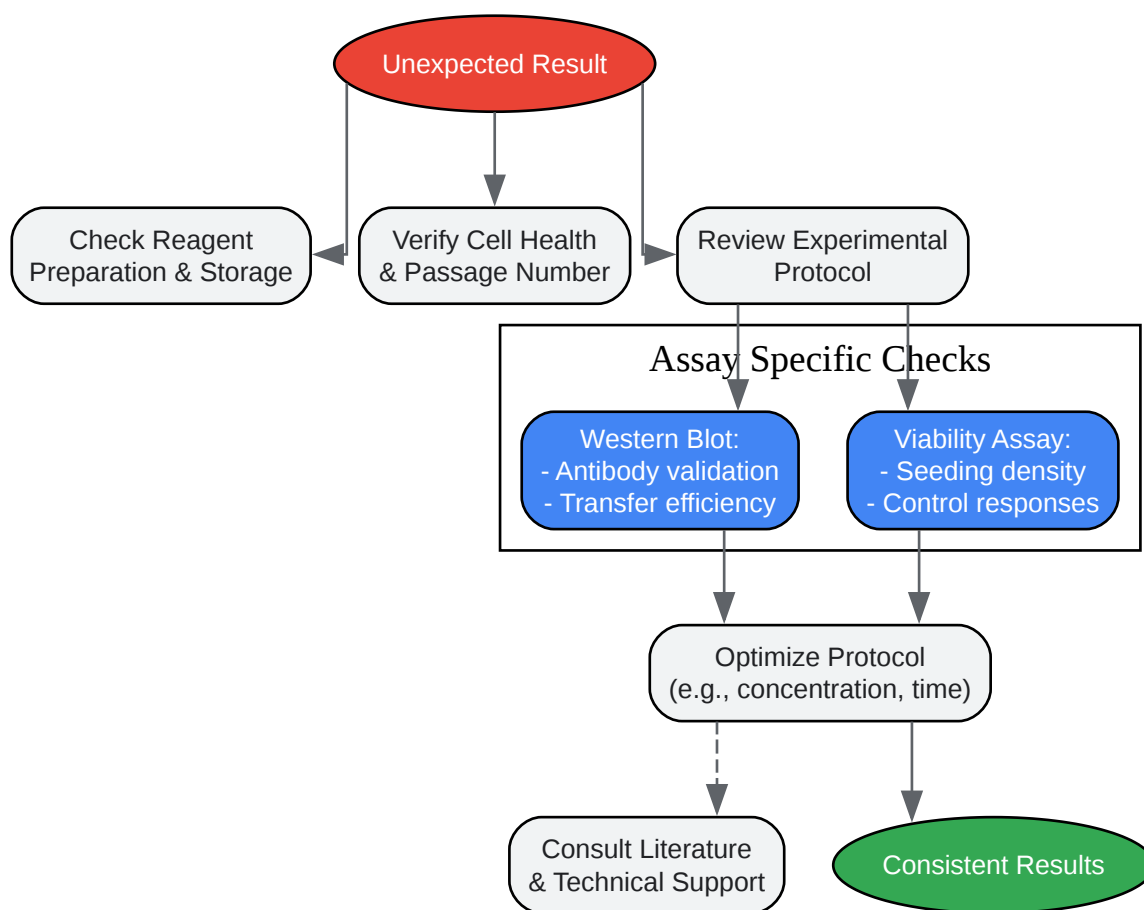 Unexpected Result
Check Reagent
Preparation & Storage
Verify Cell Health
& Passage Number
Review Experimental
Protocol
Assay Specific Checks
Western Blot:
- Antibody validation
- Transfer efficiency
Viability Assay:
- Seeding density
- Control responses
Optimize Protocol
(e.g., concentration, time)
Consult Literature
& Technical Support
Consistent Results